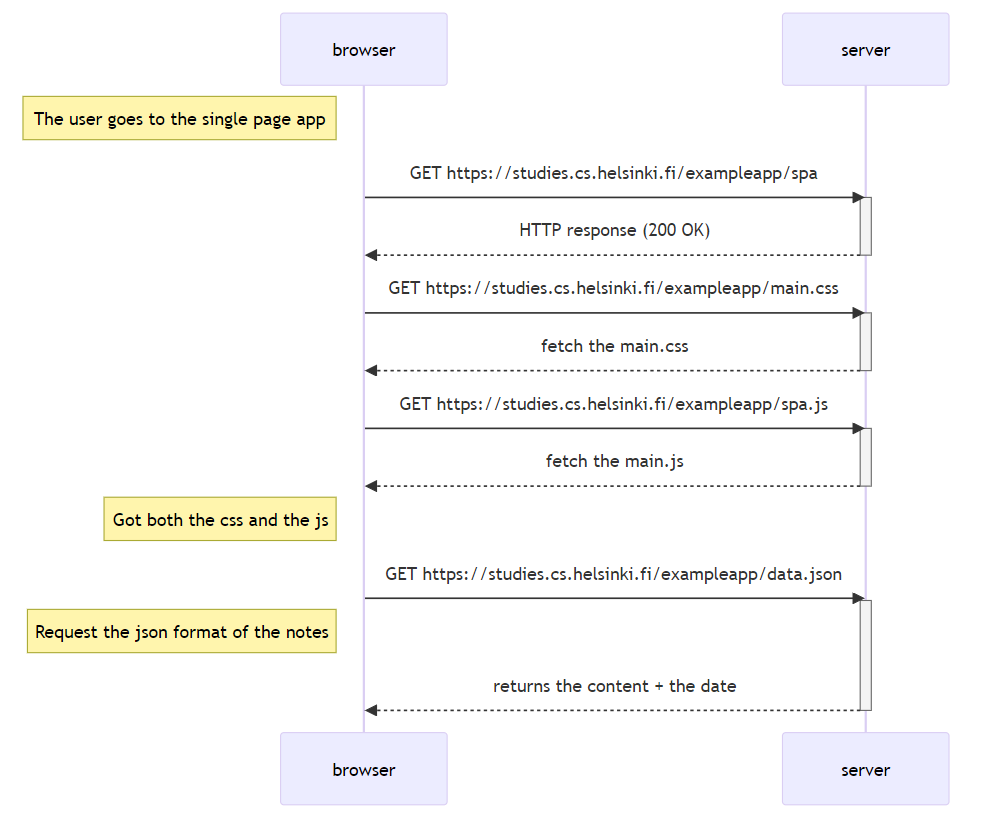 browser
server
The user goes to the single page app
GET https://studies.cs.helsinki.fi/exampleapp/spa
HTTP response (200 OK)
GET https://studies.cs.helsinki.fi/exampleapp/main.css
fetch the main.css
GET https://studies.cs.helsinki.fi/exampleapp/spa.js
fetch the main.js
Got both the css and the js
GET https://studies.cs.helsinki.fi/exampleapp/data.json
Request the json format of the notes
returns the content + the date
browser
server